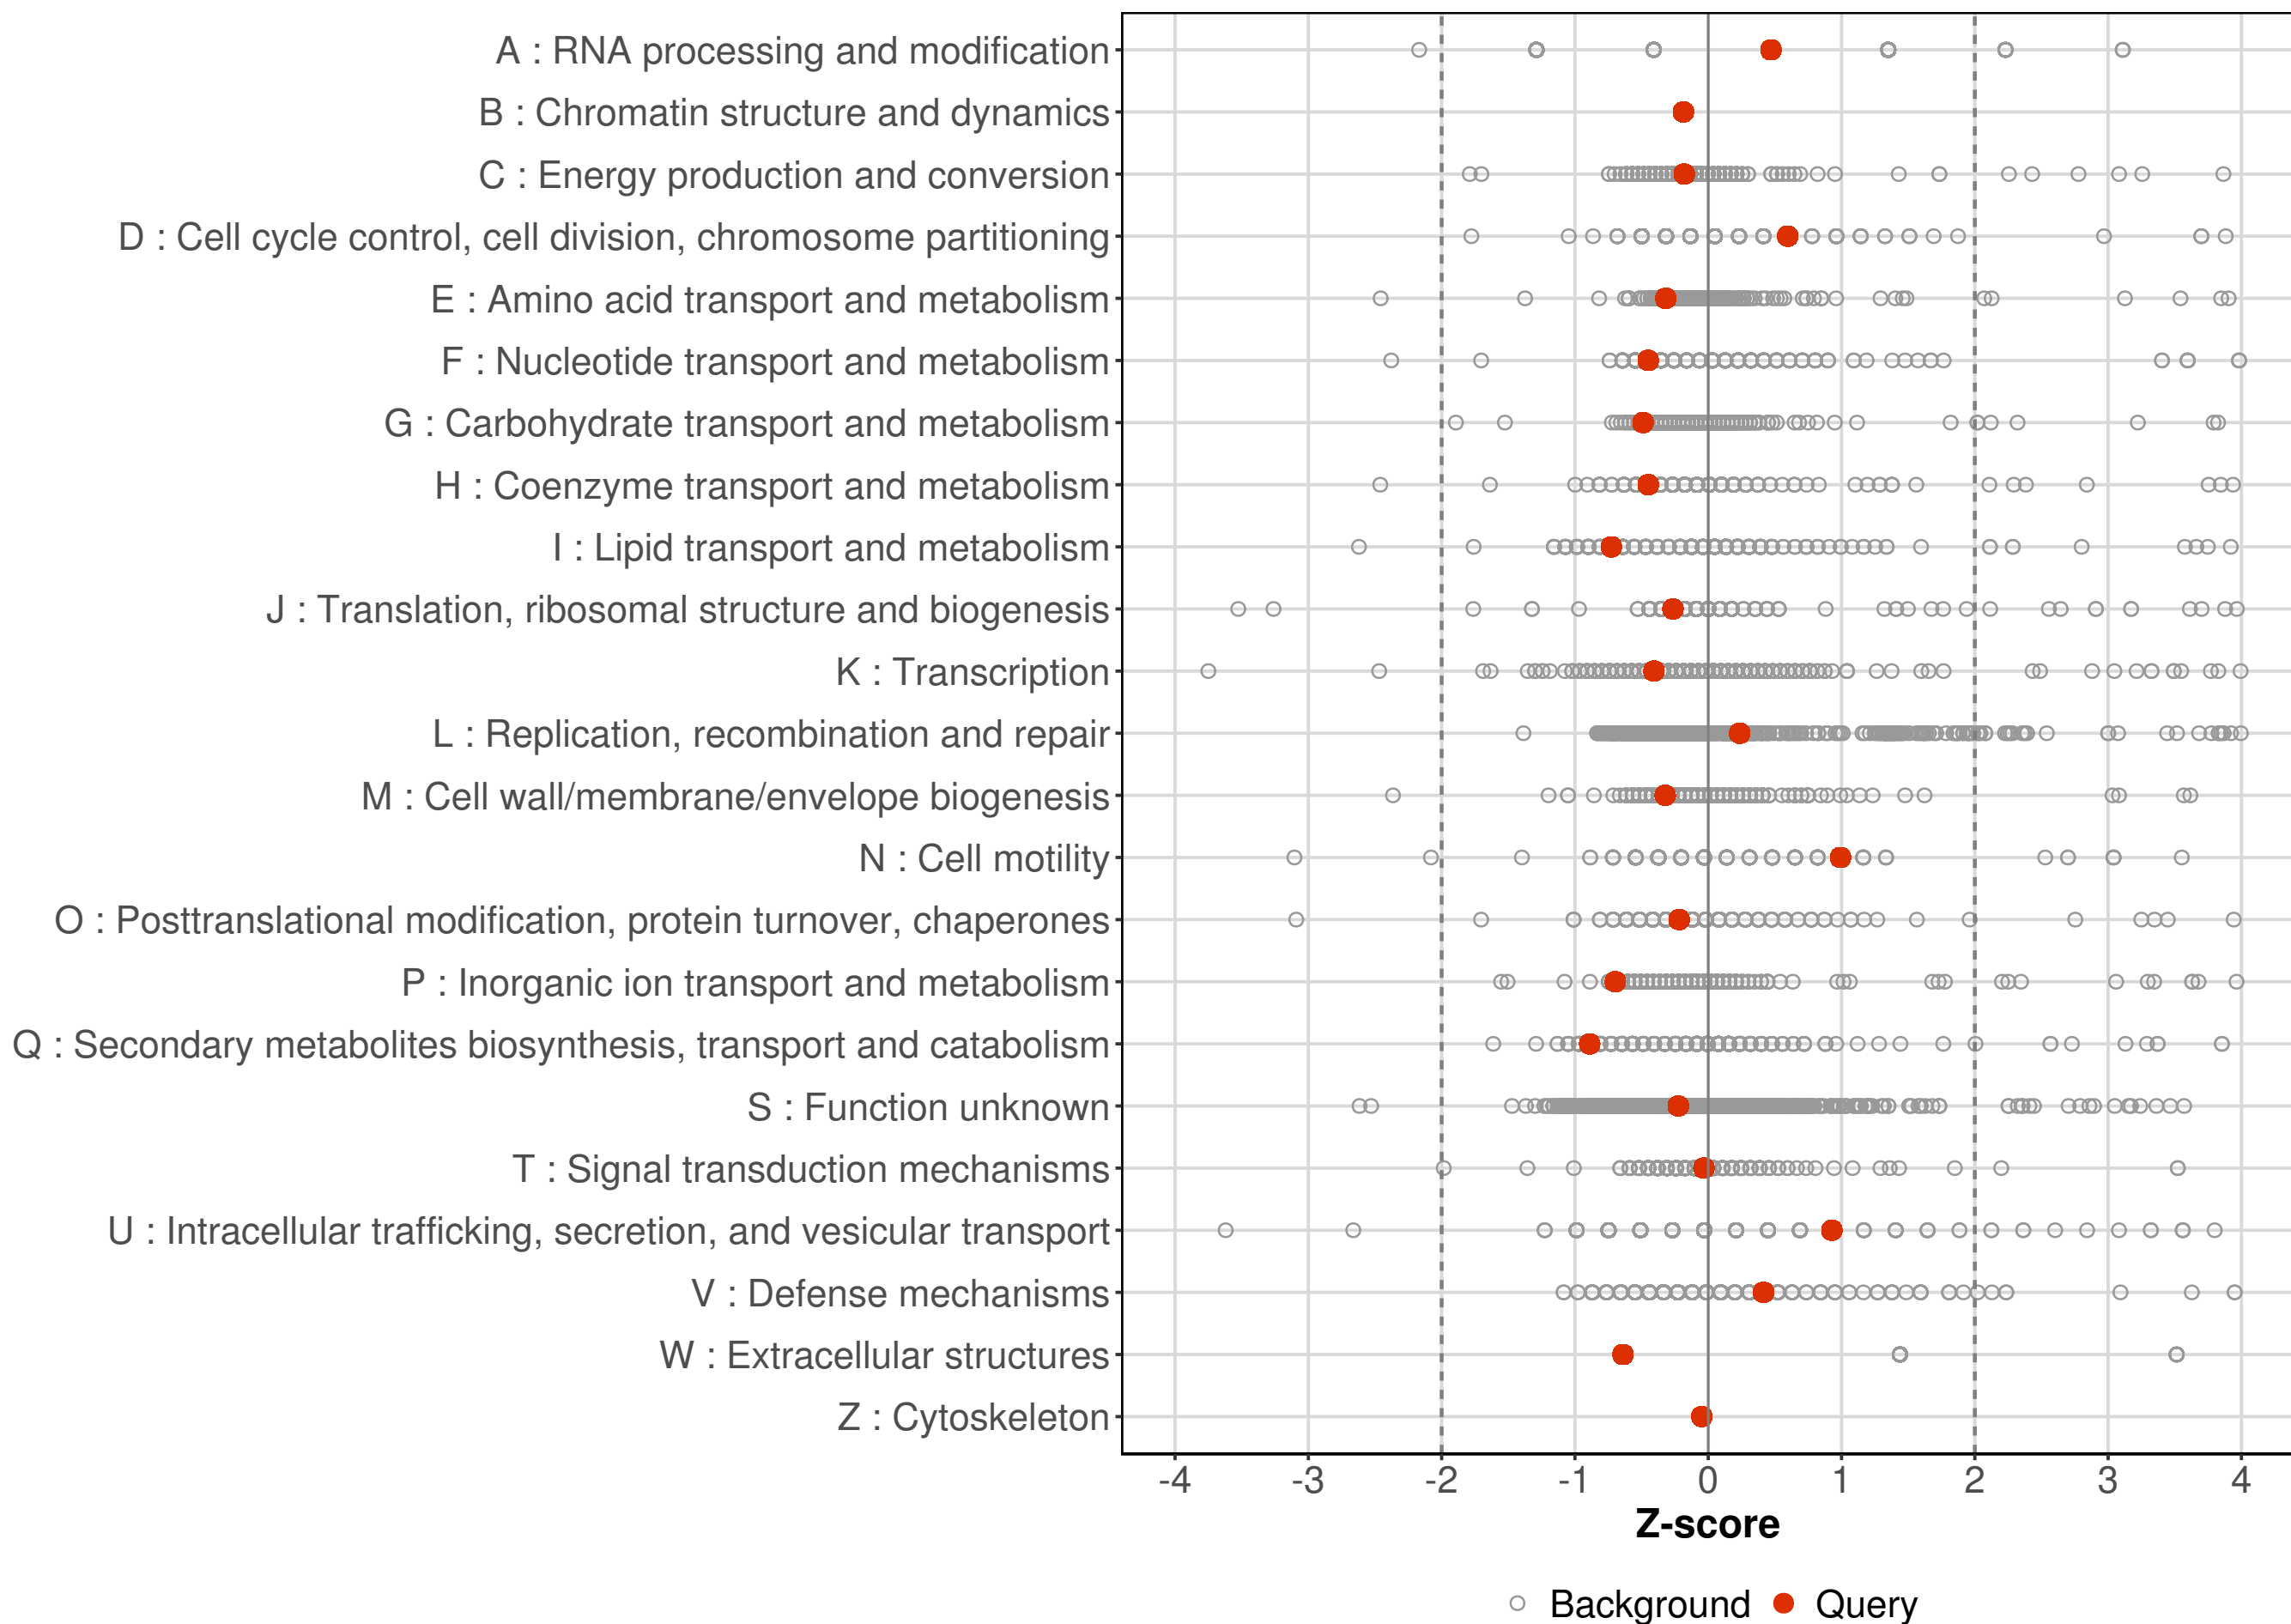 A : RNA processing and modification
B : Chromatin structure and dynamics
C : Energy production and conversion
D : Cell cycle control, cell division, chromosome partitioning
E : Amino acid transport and metabolism
F : Nucleotide transport and metabolism
G : Carbohydrate transport and metabolism
H : Coenzyme transport and metabolism
I : Lipid transport and metabolism
J : Translation, ribosomal structure and biogenesis
K : Transcription
L : Replication, recombination and repair
M : Cell wall/membrane/envelope biogenesis
N : Cell motility
O : Posttranslational modification, protein turnover, chaperones
P : Inorganic ion transport and metabolism
Q : Secondary metabolites biosynthesis, transport and catabolism
S : Function unknown
T : Signal transduction mechanisms
U : Intracellular trafficking, secretion, and vesicular transport
V : Defense mechanisms
W : Extracellular structures
Z : Cytoskeleton
-4 -3 -2 -1 0 1 2 3 4
Z-score
Background Query